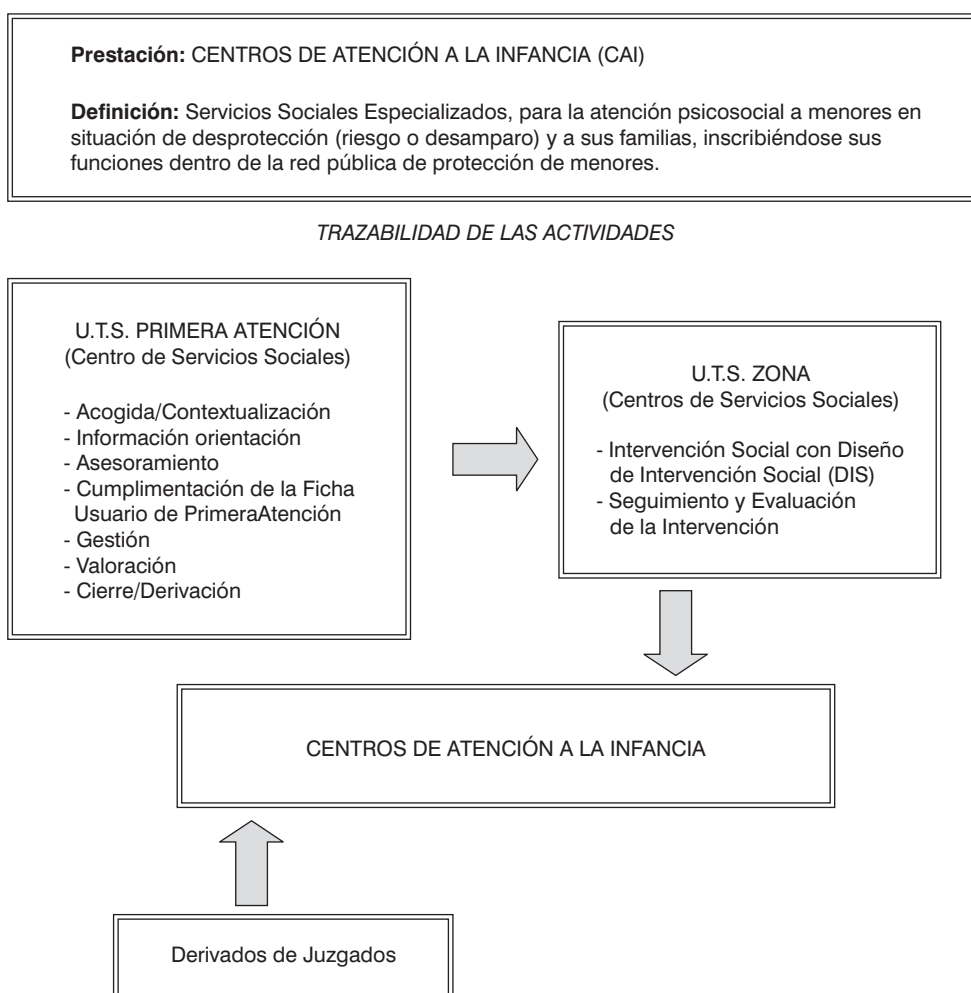 Prestación: CENTROS DE ATENCIÓN A LA INFANCIA (CAI)
Definición: Servicios Sociales Especializados, para la atención psicosocial a menores en
situación de desprotección (riesgo o desamparo) y a sus familias, inscribiéndose sus
funciones dentro de la red pública de protección de menores.
TRAZABILIDAD DE LAS ACTIVIDADES
U.T.S. PRIMERA ATENCIÓN
(Centro de Servicios Sociales)
- Acogida/Contextualización
- Información orientación
- Asesoramiento
- Cumplimentación de la Ficha
Usuario de PrimeraAtención
- Gestión
- Valoración
- Cierre/Derivación
U.T.S. ZONA
(Centros de Servicios Sociales)
- Intervención Social con Diseño
de Intervención Social (DIS)
- Seguimiento y Evaluación
de la Intervención
CENTROS DE ATENCIÓN A LA INFANCIA
Derivados de Juzgados